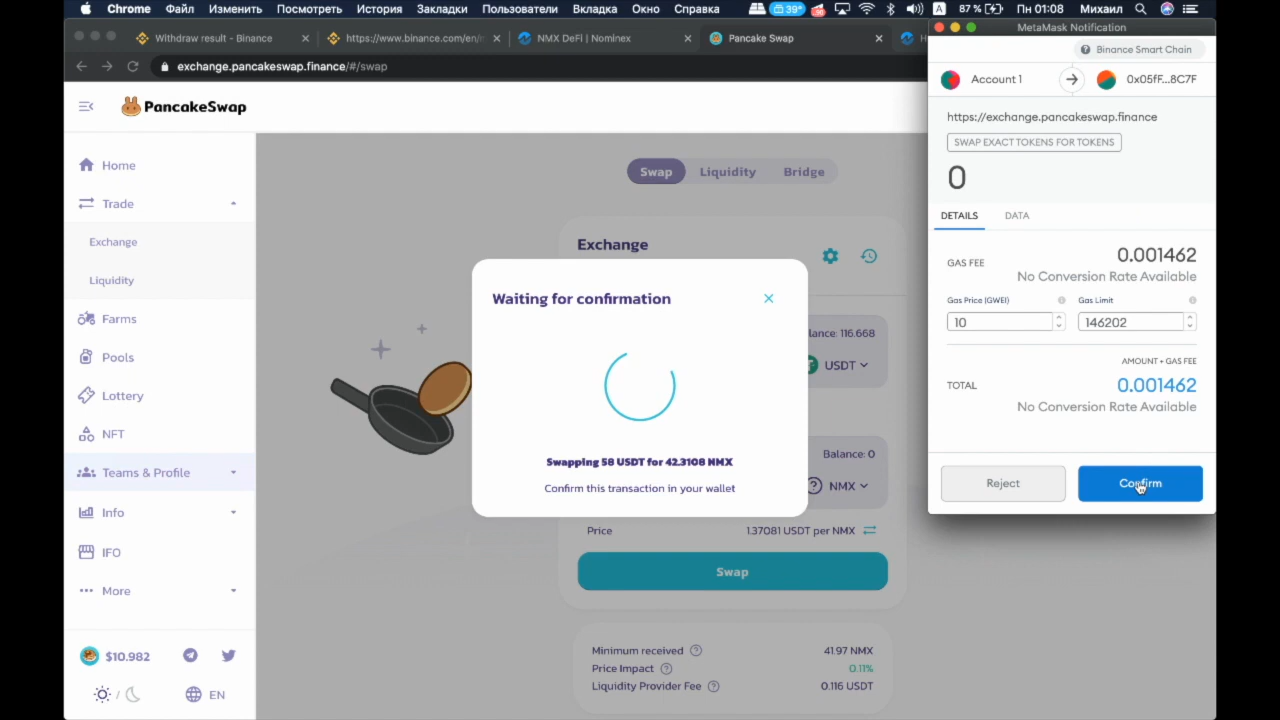 Chrome Файл Изменить Посмотреть История Закладки Пользователи Вкладка Окно Справка 39° A 87 % Пн 01:08 Михаил
Withdraw result - Binance
https://www.binance.com/en/
NMX DeFi | Nominex
Pancake Swap
exchange.pancakeswap.finance/#/swap
PancakeSwap
Home
Trade
Exchange
Liquidity
Farms
Pools
Lottery
NFT
Teams & Profile
Info
IFO
More
$10.982
/
EN
Swap Liquidity Bridge
Exchange
lance: 116.668
USDT
Balance: 0
NMX
Price 1.37081 USDT per NMX
Swap
Minimum received 41.97 NMX
Price Impact 0.11%
Liquidity Provider Fee 0.116 USDT
Waiting for confirmation
Swapping 58 USDT for 42.3108 NMX
Confirm this transaction in your wallet
MetaMask Notification
Binance Smart Chain
Account 1 0x05fF...8C7F
https://exchange.pancakeswap.finance
SWAP EXACT TOKENS FOR TOKENS
0
DETAILS DATA
GAS FEE 0.001462
No Conversion Rate Available
Gas Price (GWEI) Gas Limit
10 146202
AMOUNT + GAS FEE
TOTAL 0.001462
No Conversion Rate Available
Reject Confirm